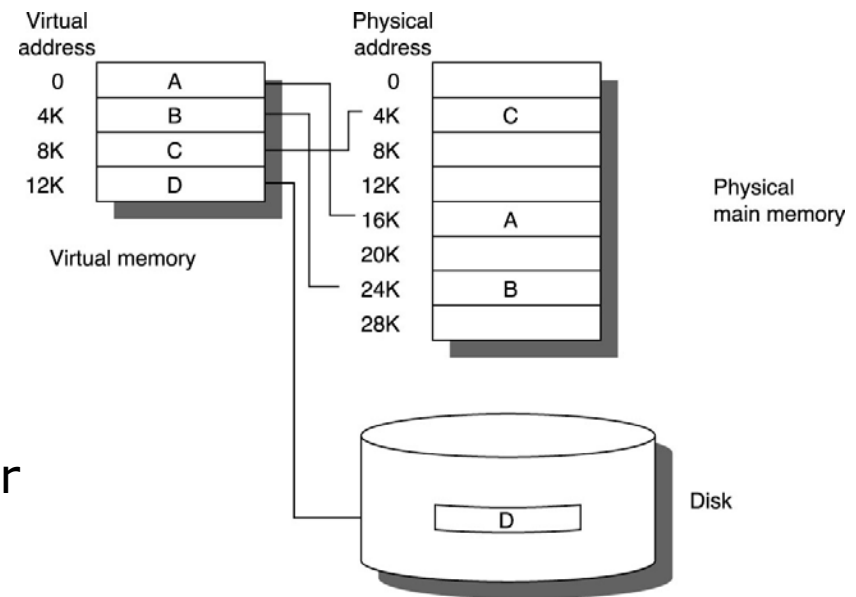 Virtual
address
0
A
4K
B
8K
C
12K
D
Virtual memory
Physical
address
0
4K
C
8K
12K
16K
A
20K
24K
B
28K
Physical
main memory
r
D
Disk